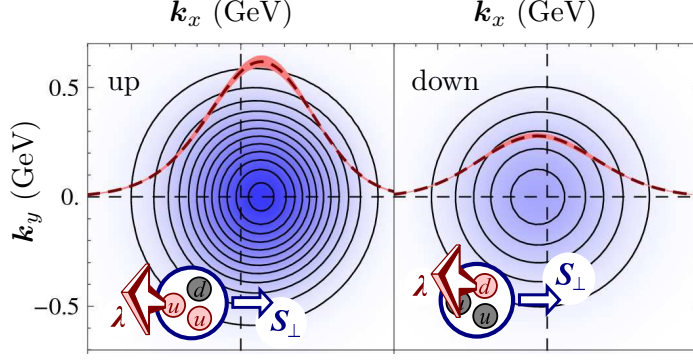 k_x (GeV) k_x (GeV)
up down
k_y (GeV)
0.5
0.
−0.5
λ u d u S⊥
λ d u u S⊥